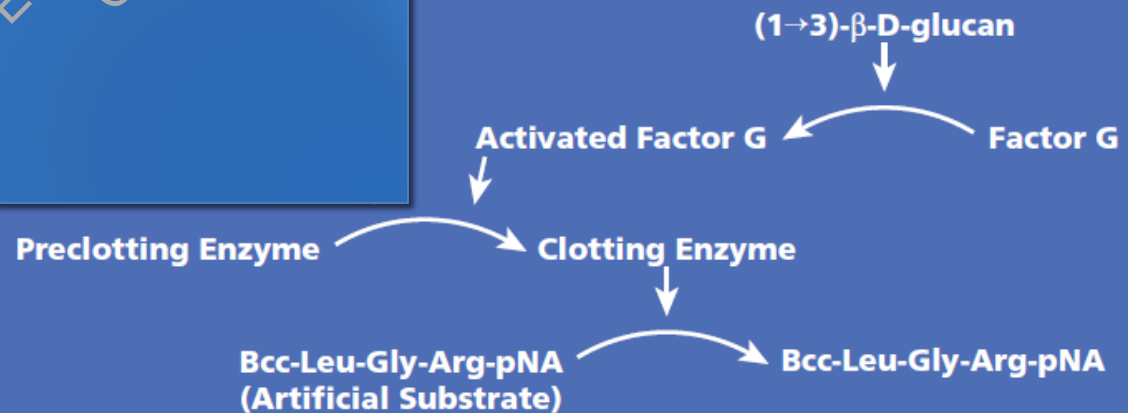 (1→3)-β-D-glucan
Activated Factor G
Factor G
Preclotting Enzyme
Clotting Enzyme
Bcc-Leu-Gly-Arg-pNA
(Artificial Substrate)
Bcc-Leu-Gly-Arg-pNA